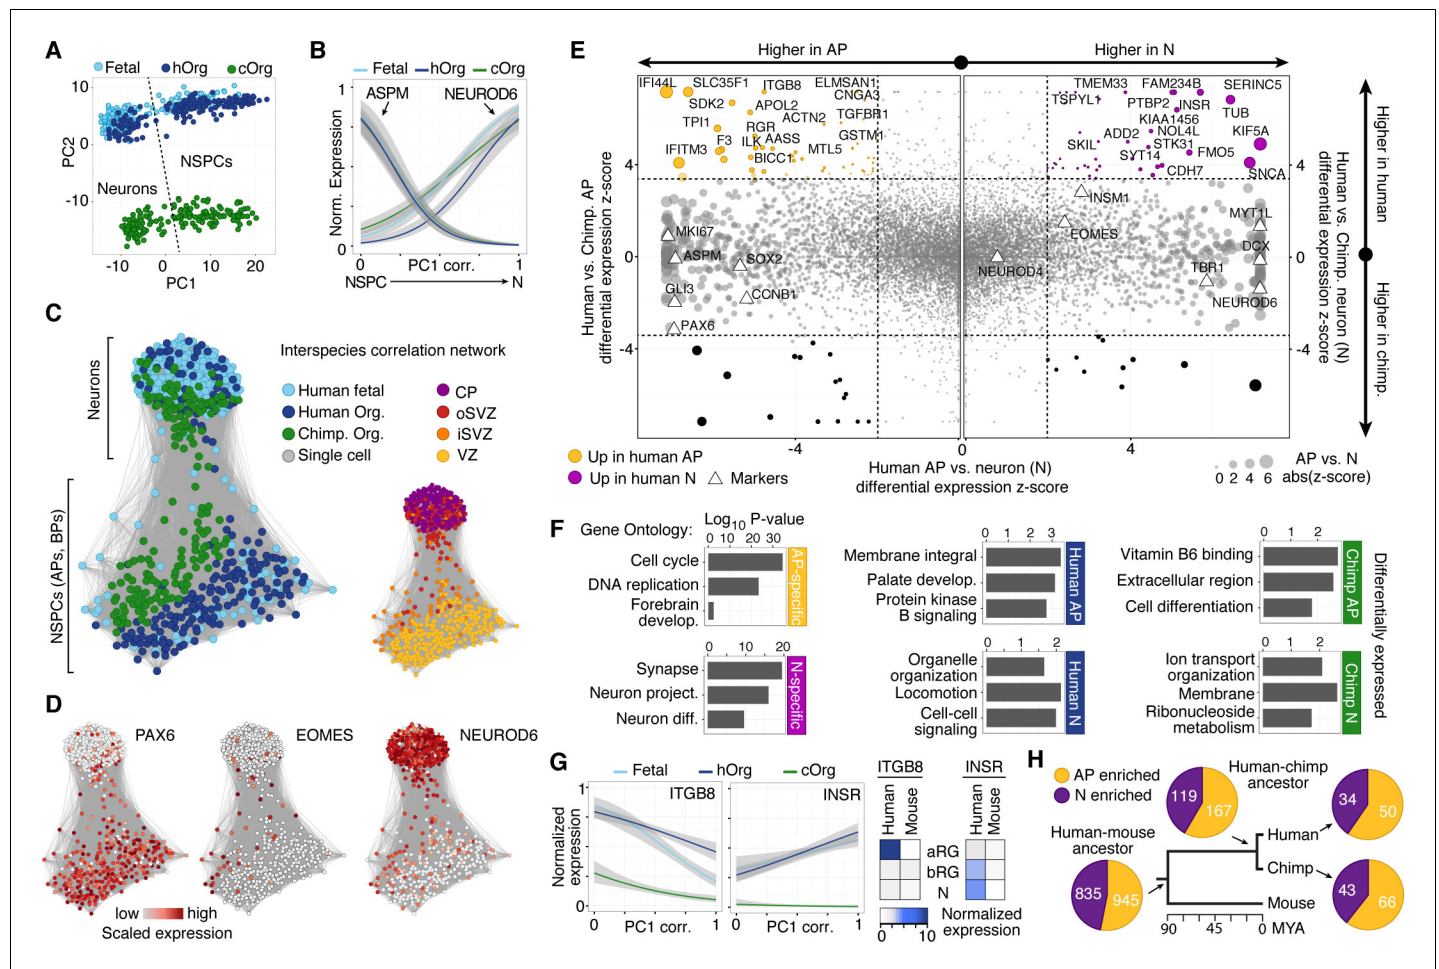 A
Fetal hOrg cOrg
10
0
-10
PC2
NSPCs
Neurons
-10 0 10 20
PC1
B
Fetal hOrg cOrg
1
ASPM NEUROD6
Norm. Expression
0
0 PC1 corr. 1
NSPC N
C
Neurons
NSPCs (APs, BPs)
Interspecies correlation network
Human fetal
Human Org.
Chimp. Org.
Single cell
CP
oSVZ
iSVZ
VZ
D
PAX6 EOMES NEUROD6
low high
Scaled expression
E
Higher in AP Higher in N
IFI44L SLC35F1 ITGB8 ELMSAN1
CNGA3
SDK2 APOL2
ACTN2 TGFBR1
TPI1 RGR
F3 ILK AASS GSTM1
IFITM3 BICC1 MTL5
TMEM33 FAM234B SERINC5
TSPYL1 PTBP2 INSR TUB
KIAA1456
ADD2 NOL4L KIF5A
SKIL STK31
SYT14 FMO5
CDH7 SNCA
INSM1
EOMES
MYT1L
DCX
TBR1
NEUROD6
NEUROD4
MKI67
ASPM SOX2
GLI3 CCNB1
PAX6
Human vs. Chimp. AP
differential expression z-score
4
0
-4
4
0
-4
Human vs. Chimp. neuron (N)
differential expression z-score
Higher in human
Higher in chimp.
-4 0 4
Human AP vs. neuron (N)
differential expression z-score
Up in human AP
Up in human N Markers
0 2 4 6
AP vs. N
abs(z-score)
F
Gene Ontology:
Log10 P-value
0 10 20 30
Cell cycle
DNA replication
Forebrain
develop.
AP-specific
0 10 20
Synapse
Neuron project.
Neuron diff.
N-specific
0 1 2 3
Membrane integral
Palate develop.
Protein kinase
B signaling
Human AP
0 1 2
Organelle
organization
Locomotion
Cell-cell
signaling
Human N
0 1 2
Vitamin B6 binding
Extracellular region
Cell differentiation
Chimp AP
0 1 2
Ion transport
organization
Membrane
Ribonucleoside
metabolism
Chimp N
Differentially expressed
G
Fetal hOrg cOrg
Normalized
expression
1
0
ITGB8
INSR
0 PC1 corr. 1
0 PC1 corr. 1
ITGB8 INSR
Human Mouse Human Mouse
aRG
bRG
N
0 10
Normalized
expression
H
AP enriched
N enriched
Human-mouse
ancestor
835 945
119 167
Human-chimp
ancestor
34 50
43 66
Human
Chimp
Mouse
90 45 0 MYA